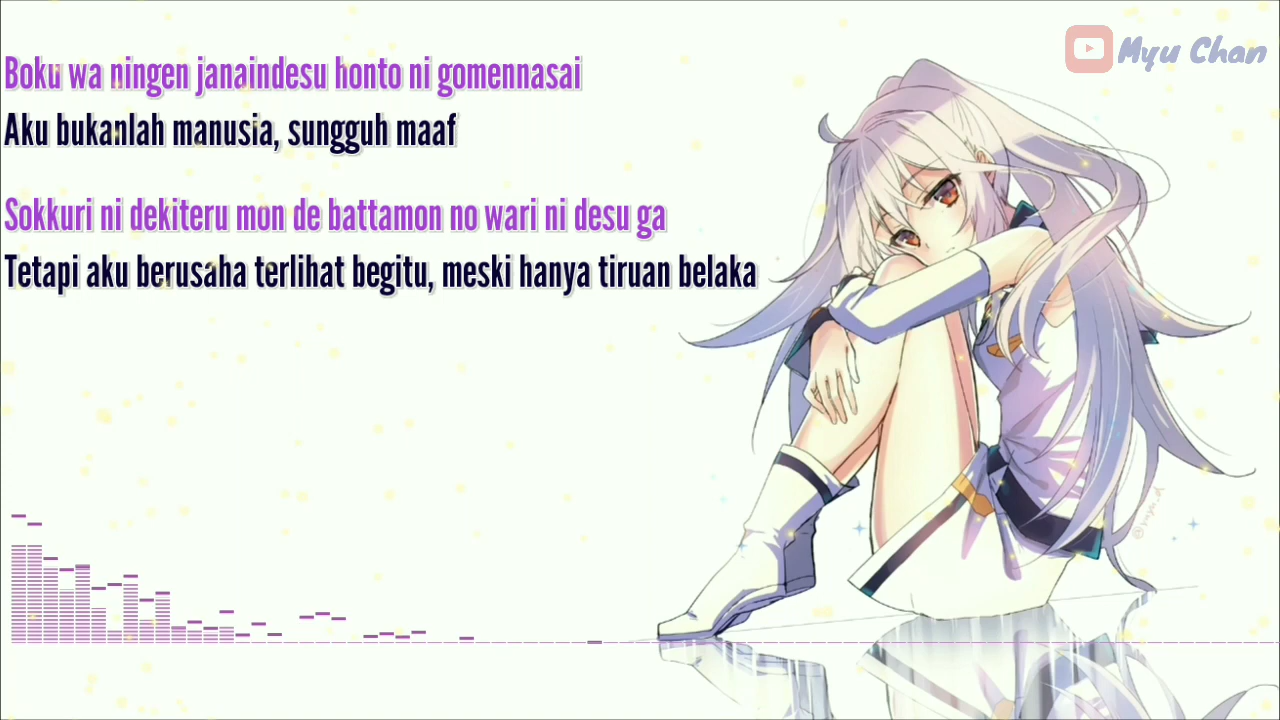 Myu Chan
Boku wa ningen janaindesu honto ni gomennasai
Aku bukanlah manusia, sungguh maaf
Sokkuri ni dekiteru mon de battamon no wari ni desu ga
Tetapi aku berusaha terlihat begitu, meski hanya tiruan belaka